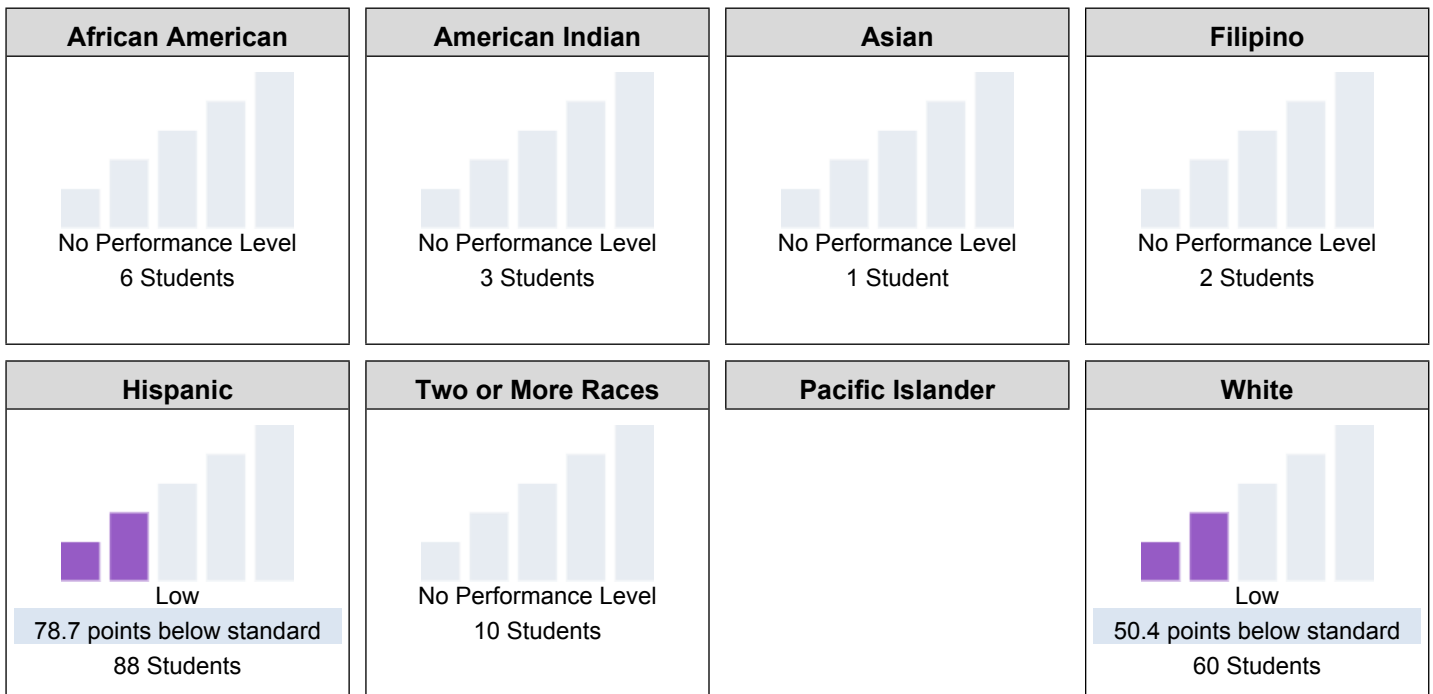 African American
No Performance Level
6 Students
American Indian
No Performance Level
3 Students
Asian
No Performance Level
1 Student
Filipino
No Performance Level
2 Students
Hispanic
Low
78.7 points below standard
88 Students
Two or More Races
No Performance Level
10 Students
Pacific Islander
White
Low
50.4 points below standard
60 Students